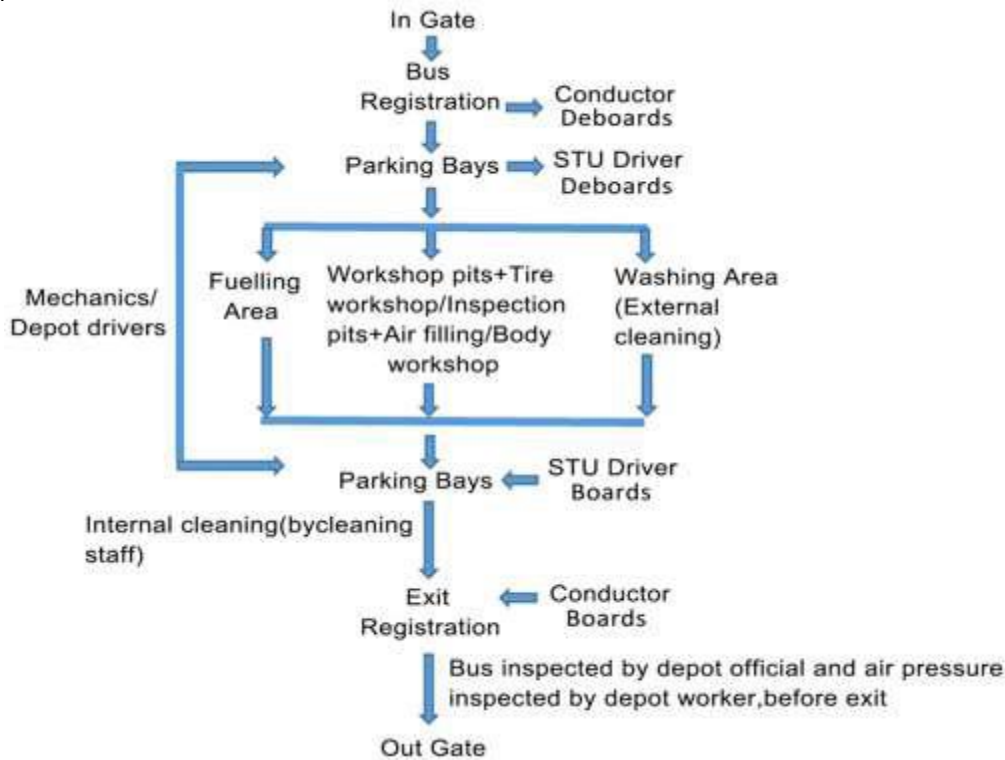 In Gate
Bus
Registration
Conductor
Deboards
Parking Bays
STU Driver
Deboards
Mechanics/
Depot drivers
Fuelling
Area
Workshop pits+Tire
workshop/Inspection
pits+Air filling/Body
workshop
Washing Area
(External
cleaning)
Parking Bays
STU Driver
Boards
Internal cleaning(bycleaning
staff)
Exit
Registration
Conductor
Boards
Bus inspected by depot official and air pressure
inspected by depot worker,before exit
Out Gate